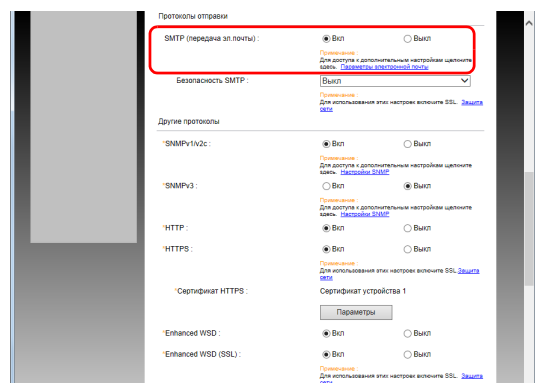 Протоколы отправки
SMTP (передача эл.почты) : Вкл Выкл
Примечание :
Для доступа к дополнительным настройкам щелкните
здесь. Параметры электронной почты
Безопасность SMTP : Выкл
Примечание :
Для использования этих настроек включите SSL. Защита
сети
Другие протоколы
*SNMPv1/v2c : Вкл Выкл
Примечание :
Для доступа к дополнительным настройкам щелкните
здесь. Настройки SNMP
*SNMPv3 : Вкл Выкл
Примечание :
Для доступа к дополнительным настройкам щелкните
здесь. Настройки SNMP
*HTTP : Вкл Выкл
*HTTPS : Вкл Выкл
Примечание :
Для использования этих настроек включите SSL.Защита
сети
*Сертификат HTTPS : Сертификат устройства 1
Параметры
*Enhanced WSD : Вкл Выкл
*Enhanced WSD (SSL) : Вкл Выкл
Примечание :
Для использования этих настроек включите SSL. Защита
сети